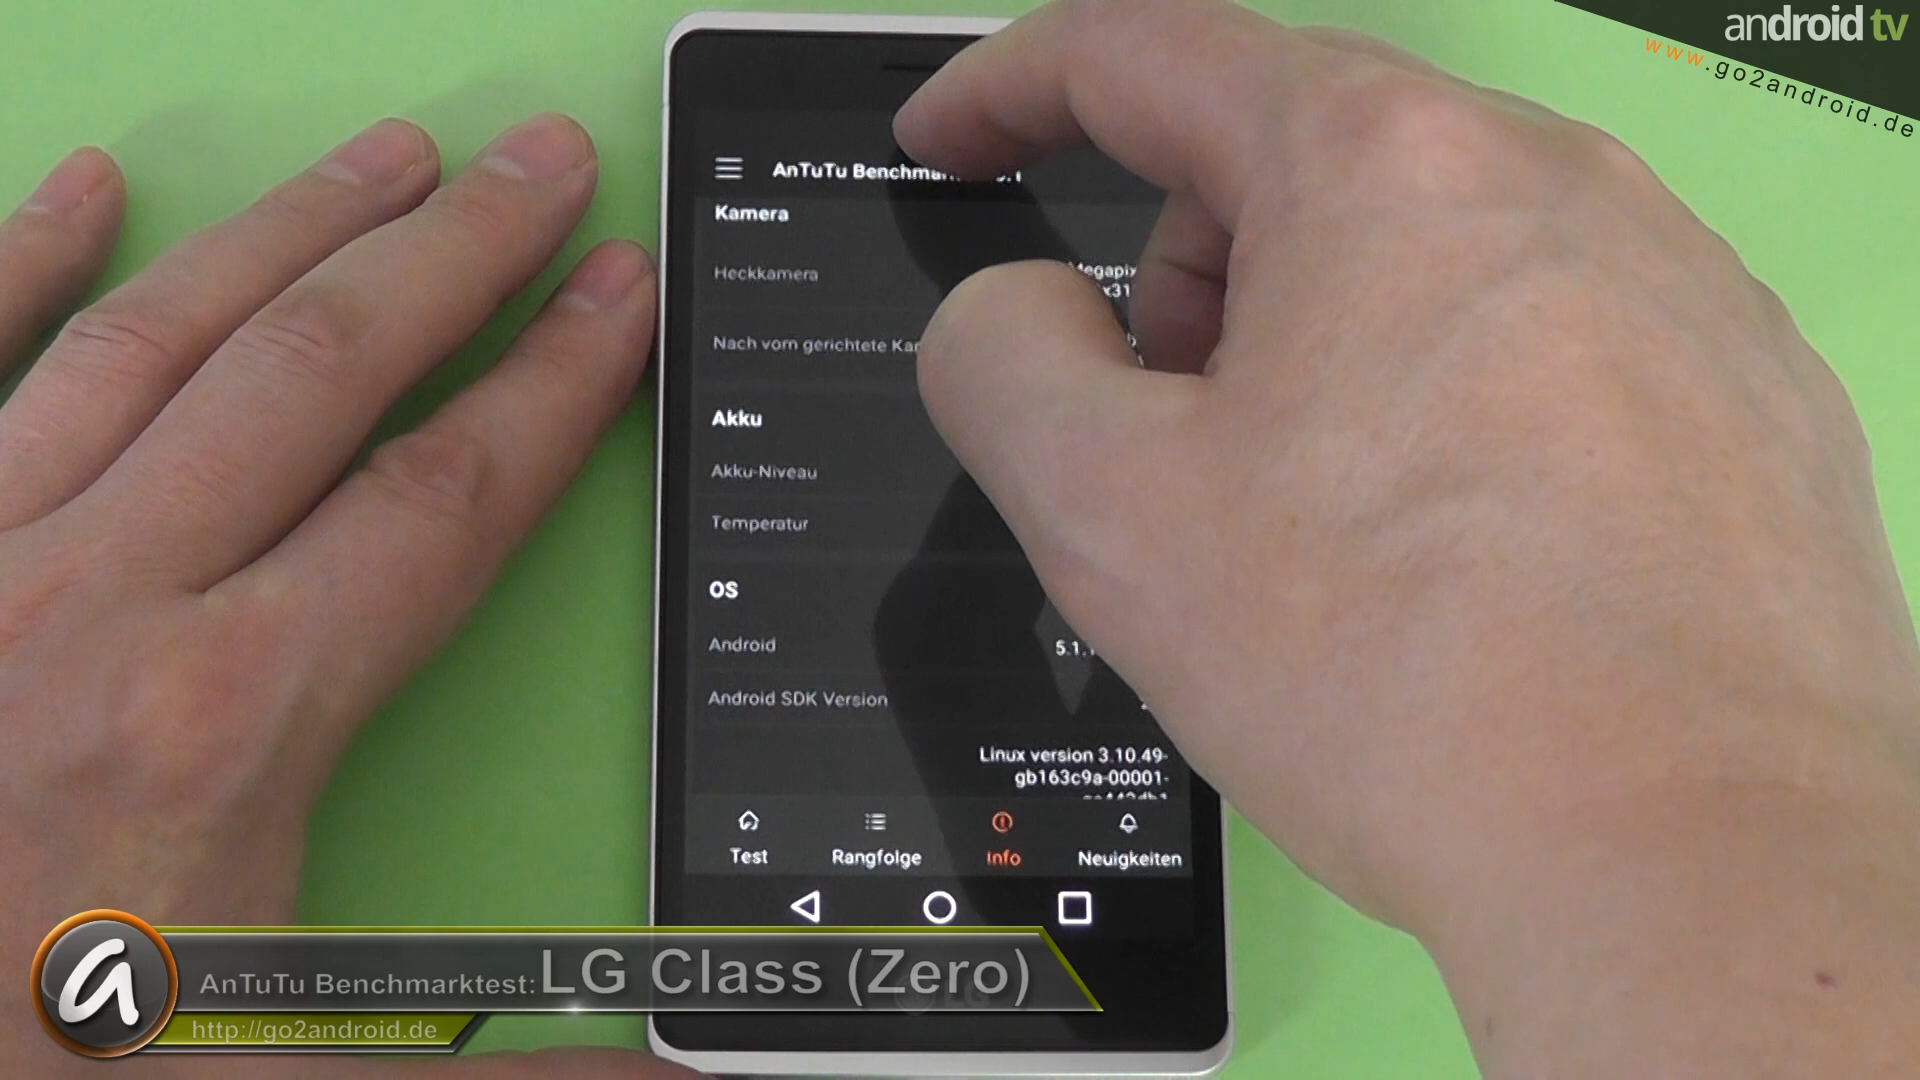 android tv
www.go2android.de
AnTuTu
Kamera
Heckkamera
Nach vorn gerichtete
Akku
Akku-Niveau
Temperatur
OS
Android
5.1.
Android SDK Version
Linux version 3.10.49-
gb163c9a-00001-
Test
Rangfolge
Info
Neuigkeiten
AnTuTu Benchmarktest: LG Class (Zero)
http://go2android.de